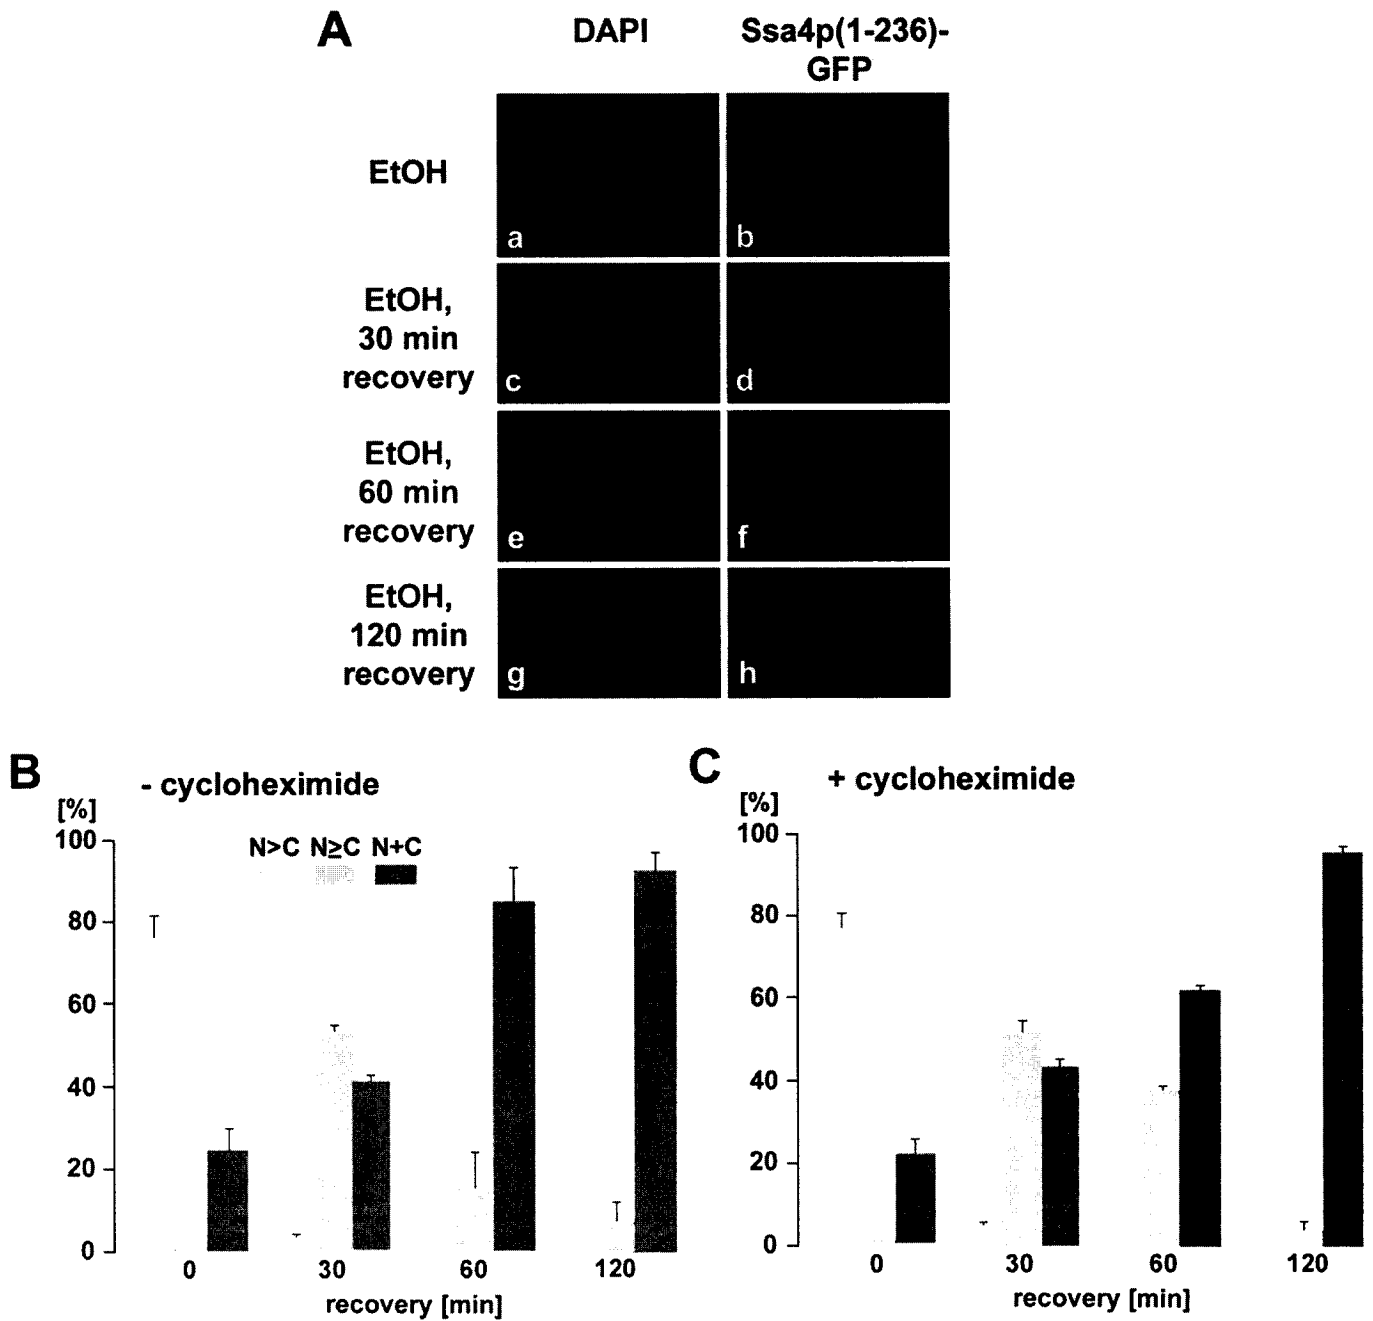 A
DAPI
Ssa4p(1-236)-
GFP
EtOH
a
b
EtOH,
30 min
recovery
c
d
EtOH,
60 min
recovery
e
f
EtOH,
120 min
recovery
g
h
B
- cycloheximide
[%]
100
80
60
40
20
0
N>C N≥C N+C
0 30 60 120
recovery [min]
C
+ cycloheximide
[%]
100
80
60
40
20
0
0 30 60 120
recovery [min]